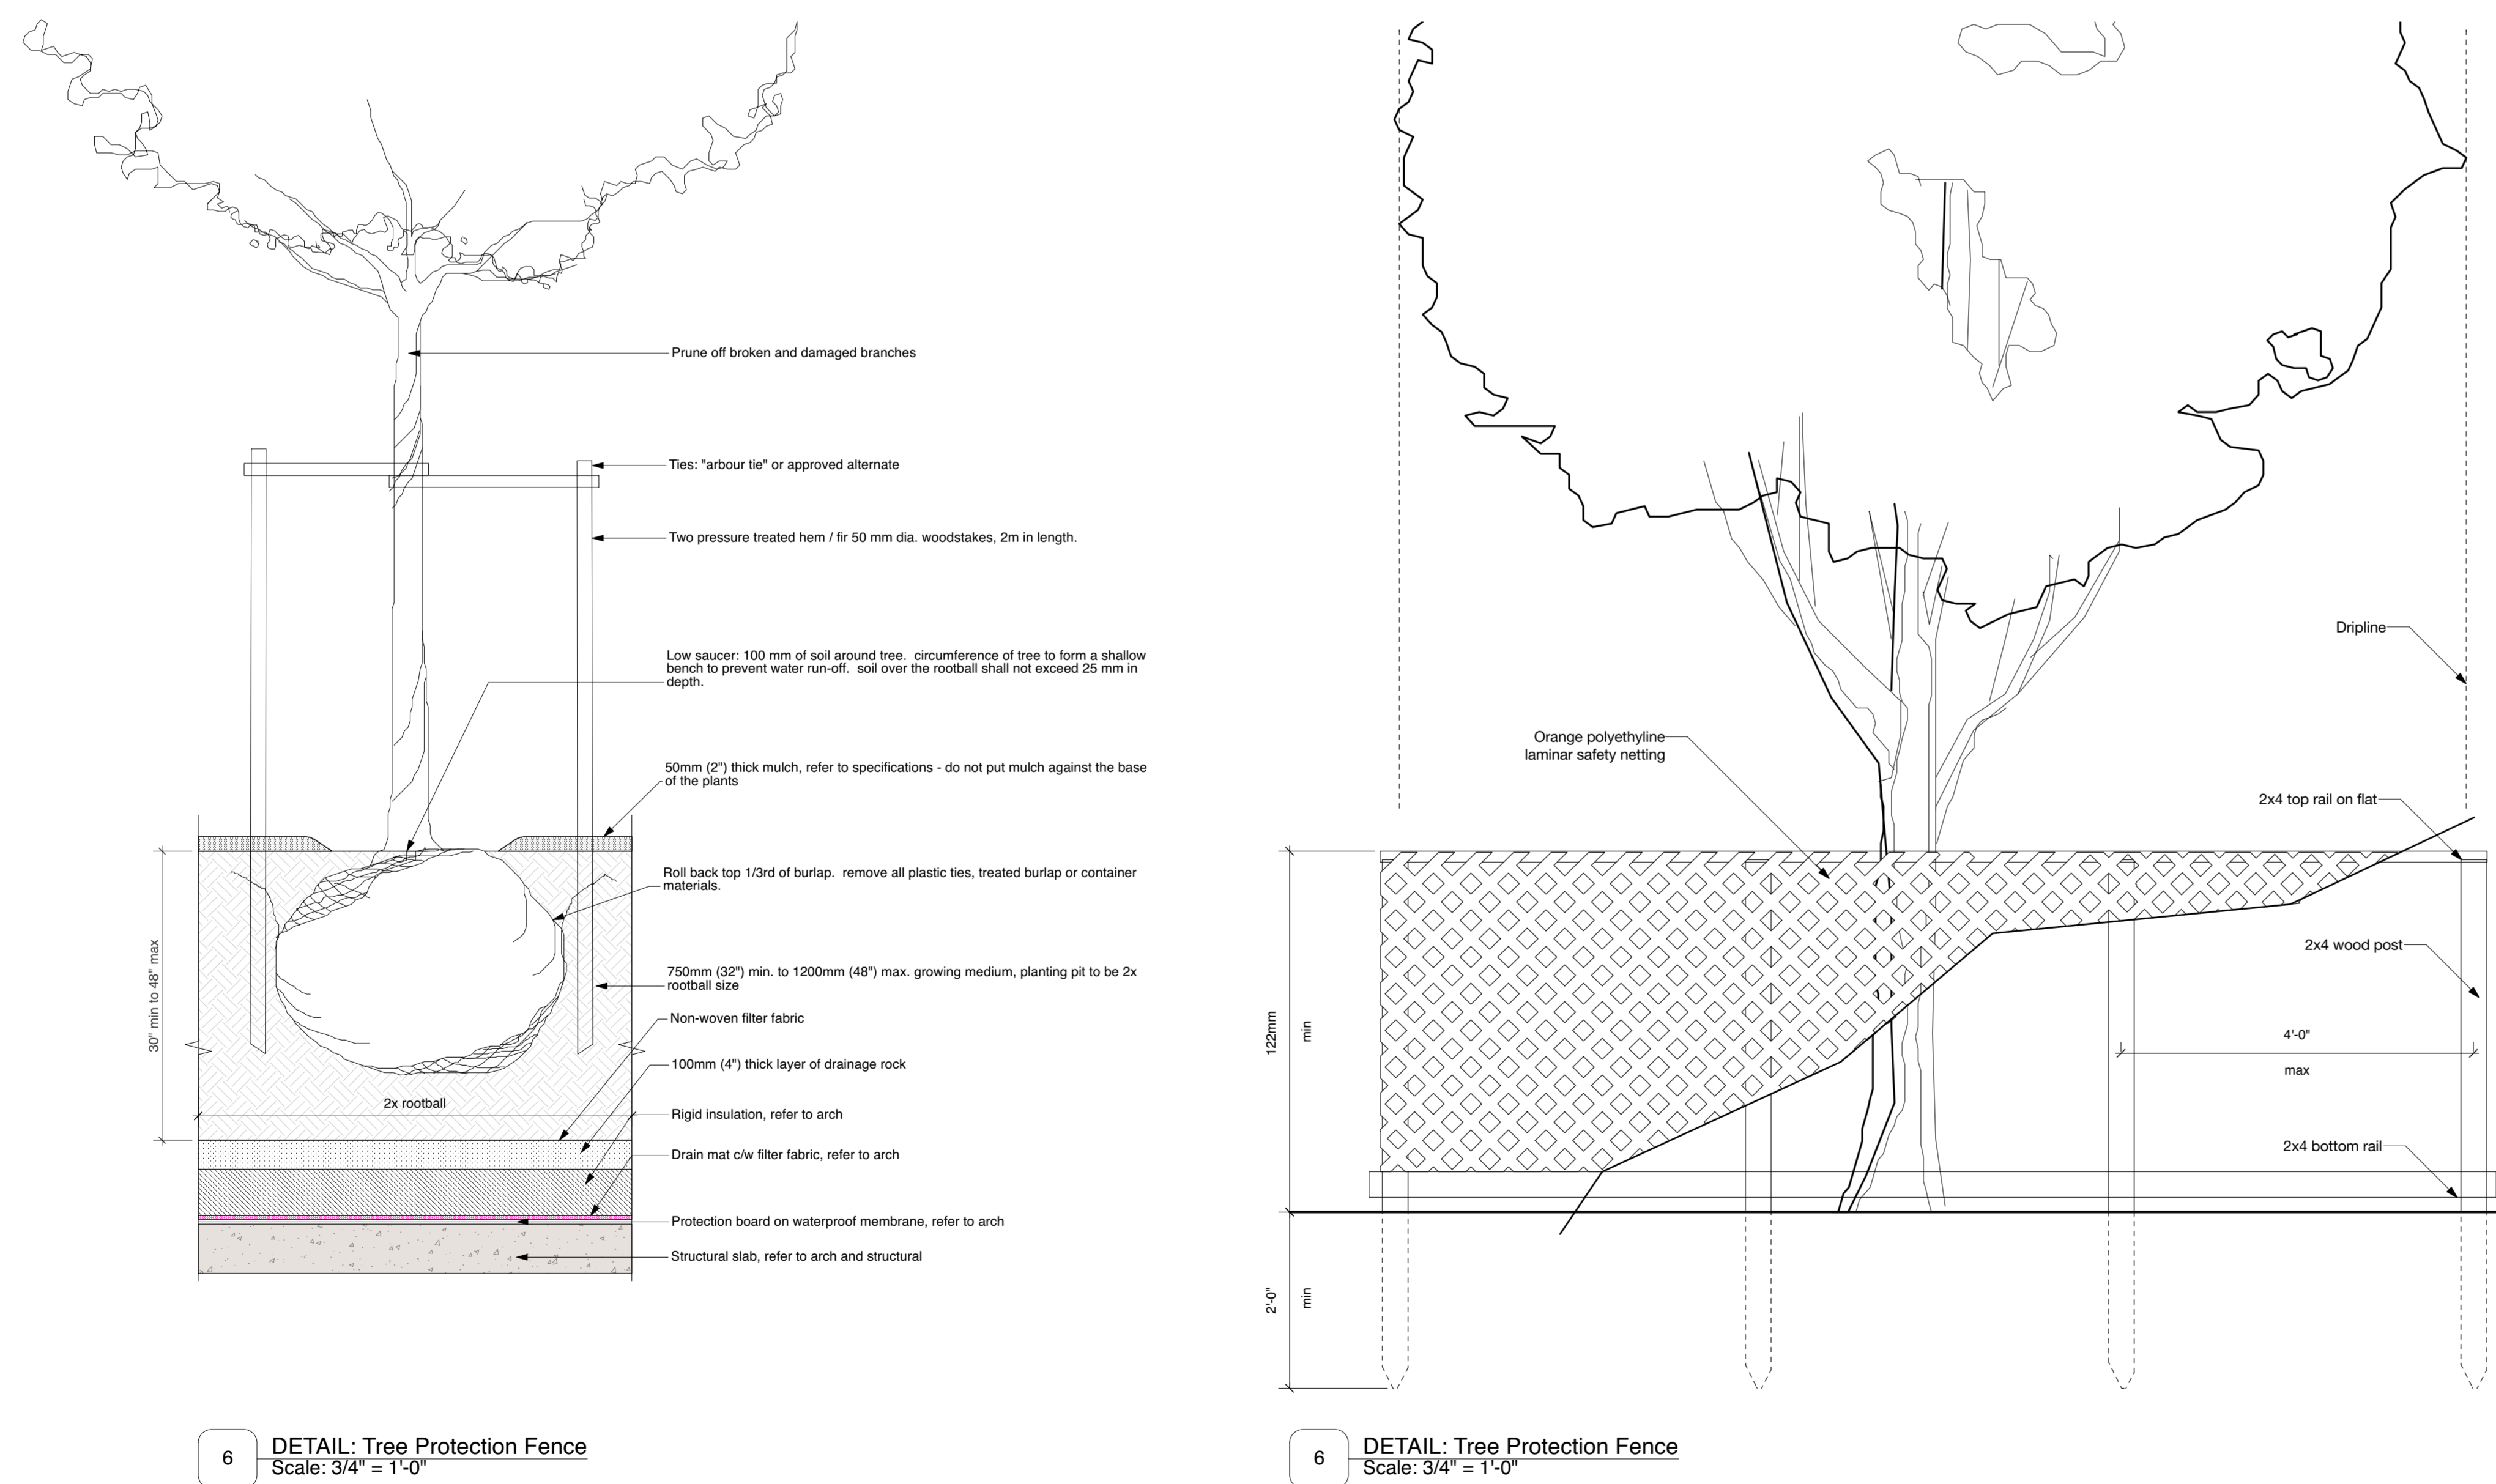 Prune off broken and damaged branches
Ties: "arbour tie" or approved alternate
Two pressure treated hem / fir 50 mm dia. woodstakes, 2m in length.
Low saucer: 100 mm of soil around tree.  circumference of tree to form a shallow
bench to prevent water run-off.  soil over the rootball shall not exceed 25 mm in
depth.
50mm (2") thick mulch, refer to specifications - do not put mulch against the base
of the plants
Roll back top 1/3rd of burlap.  remove all plastic ties, treated burlap or container
materials.
750mm (32") min. to 1200mm (48") max. growing medium, planting pit to be 2x
rootball size
Non-woven filter fabric
100mm (4") thick layer of drainage rock
Rigid insulation, refer to arch
Drain mat c/w filter fabric, refer to arch
Protection board on waterproof membrane, refer to arch
Structural slab, refer to arch and structural
30" min to 48" max
2x rootball
6
DETAIL: Tree Protection Fence
Scale: 3/4" = 1'-0"
Dripline
Orange polyethyline
laminar safety netting
2x4 top rail on flat
2x4 wood post
4'-0"
max
2x4 bottom rail
122mm
min
2'-0"
min
6
DETAIL: Tree Protection Fence
Scale: 3/4" = 1'-0"